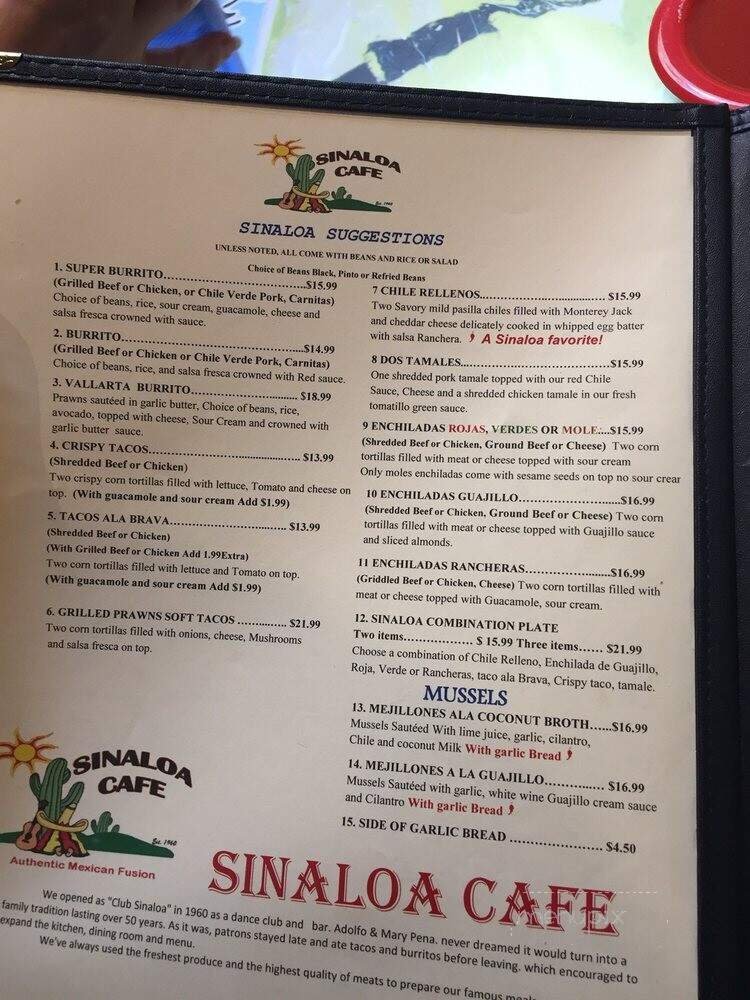 SINALOA
CAFE
Est. 1960
SINALOA SUGGESTIONS
UNLESS NOTED, ALL COME WITH BEANS AND RICE OR SALAD
Choice of Beans Black, Pinto or Refried Beans
1. SUPER BURRITO……………………………..$15.99
(Grilled Beef or Chicken, or Chile Verde Pork, Carnitas)
Choice of beans, rice, sour cream, guacamole, cheese and
salsa fresca crowned with sauce.
2. BURRITO……………………………………...$14.99
(Grilled Beef or Chicken or Chile Verde Pork, Carnitas)
Choice of beans, rice, and salsa fresca crowned with Red sauce.
3. VALLARTA BURRITO…………………….. $18.99
Prawns sautéed in garlic butter, Choice of beans, rice,
avocado, topped with cheese, Sour Cream and crowned with
garlic butter sauce.
4. CRISPY TACOS……………………………….. $13.99
(Shredded Beef or Chicken)
Two crispy corn tortillas filled with lettuce, Tomato and cheese on
top. (With guacamole and sour cream Add $1.99)
5. TACOS ALA BRAVA……………………….. $13.99
(Shredded Beef or Chicken)
(With Grilled Beef or Chicken Add 1.99Extra)
Two corn tortillas filled with lettuce and Tomato on top.
(With guacamole and sour cream Add $1.99)
6. GRILLED PRAWNS SOFT TACOS ………..… $21.99
Two corn tortillas filled with onions, cheese, Mushrooms
and salsa fresca on top.
7 CHILE RELLENOS.…………………………. $15.99
Two Savory mild pasilla chiles filled with Monterey Jack
and cheddar cheese delicately cooked in whipped egg batter
with salsa Ranchera. A Sinaloa favorite!
8 DOS TAMALES.……………………………..$15.99
One shredded pork tamale topped with our red Chile
Sauce, Cheese and a shredded chicken tamale in our fresh
tomatillo green sauce.
9 ENCHILADAS ROJAS, VERDES OR MOLE….$15.99
(Shredded Beef or Chicken, Ground Beef or Cheese) Two corn
tortillas filled with meat or cheese topped with sour cream
Only moles enchiladas come with sesame seeds on top no sour crear
10 ENCHILADAS GUAJILLO……………………..$16.99
(Shredded Beef or Chicken, Ground Beef or Cheese) Two corn
tortillas filled with meat or cheese topped with Guajillo sauce
and sliced almonds.
11 ENCHILADAS RANCHERAS………………......$16.99
(Griddled Beef or Chicken, Cheese) Two corn tortillas filled with
meat or cheese topped with Guacamole, sour cream.
12. SINALOA COMBINATION PLATE
Two items…………….. $ 15.99 Three items…… $21.99
Choose a combination of Chile Relleno, Enchilada de Guajillo,
Roja, Verde or Rancheras, taco ala Brava, Crispy taco, tamale.
MUSSELS
13. MEJILLONES ALA COCONUT BROTH…...$16.99
Mussels Sautéed With lime juice, garlic, cilantro,
Chile and coconut Milk With garlic Bread
14. MEJILLONES A LA GUAJILLO…………..… $16.99
Mussels Sautéed with garlic, white wine Guajillo cream sauce
and Cilantro With garlic Bread
15. SIDE OF GARLIC BREAD …………………. $4.50
SINALOA
CAFE
Est. 1960
Authentic Mexican Fusion
SINALOA CAFE
We opened as "Club Sinaloa" in 1960 as a dance club and bar. Adolfo & Mary Pena. never dreamed it would turn into a
family tradition lasting over 50 years. As it was, patrons stayed late and ate tacos and burritos before leaving. which encouraged to
expand the kitchen, dining room and menu.
We've always used the freshest produce and the highest quality of meats to prepare our famous meals